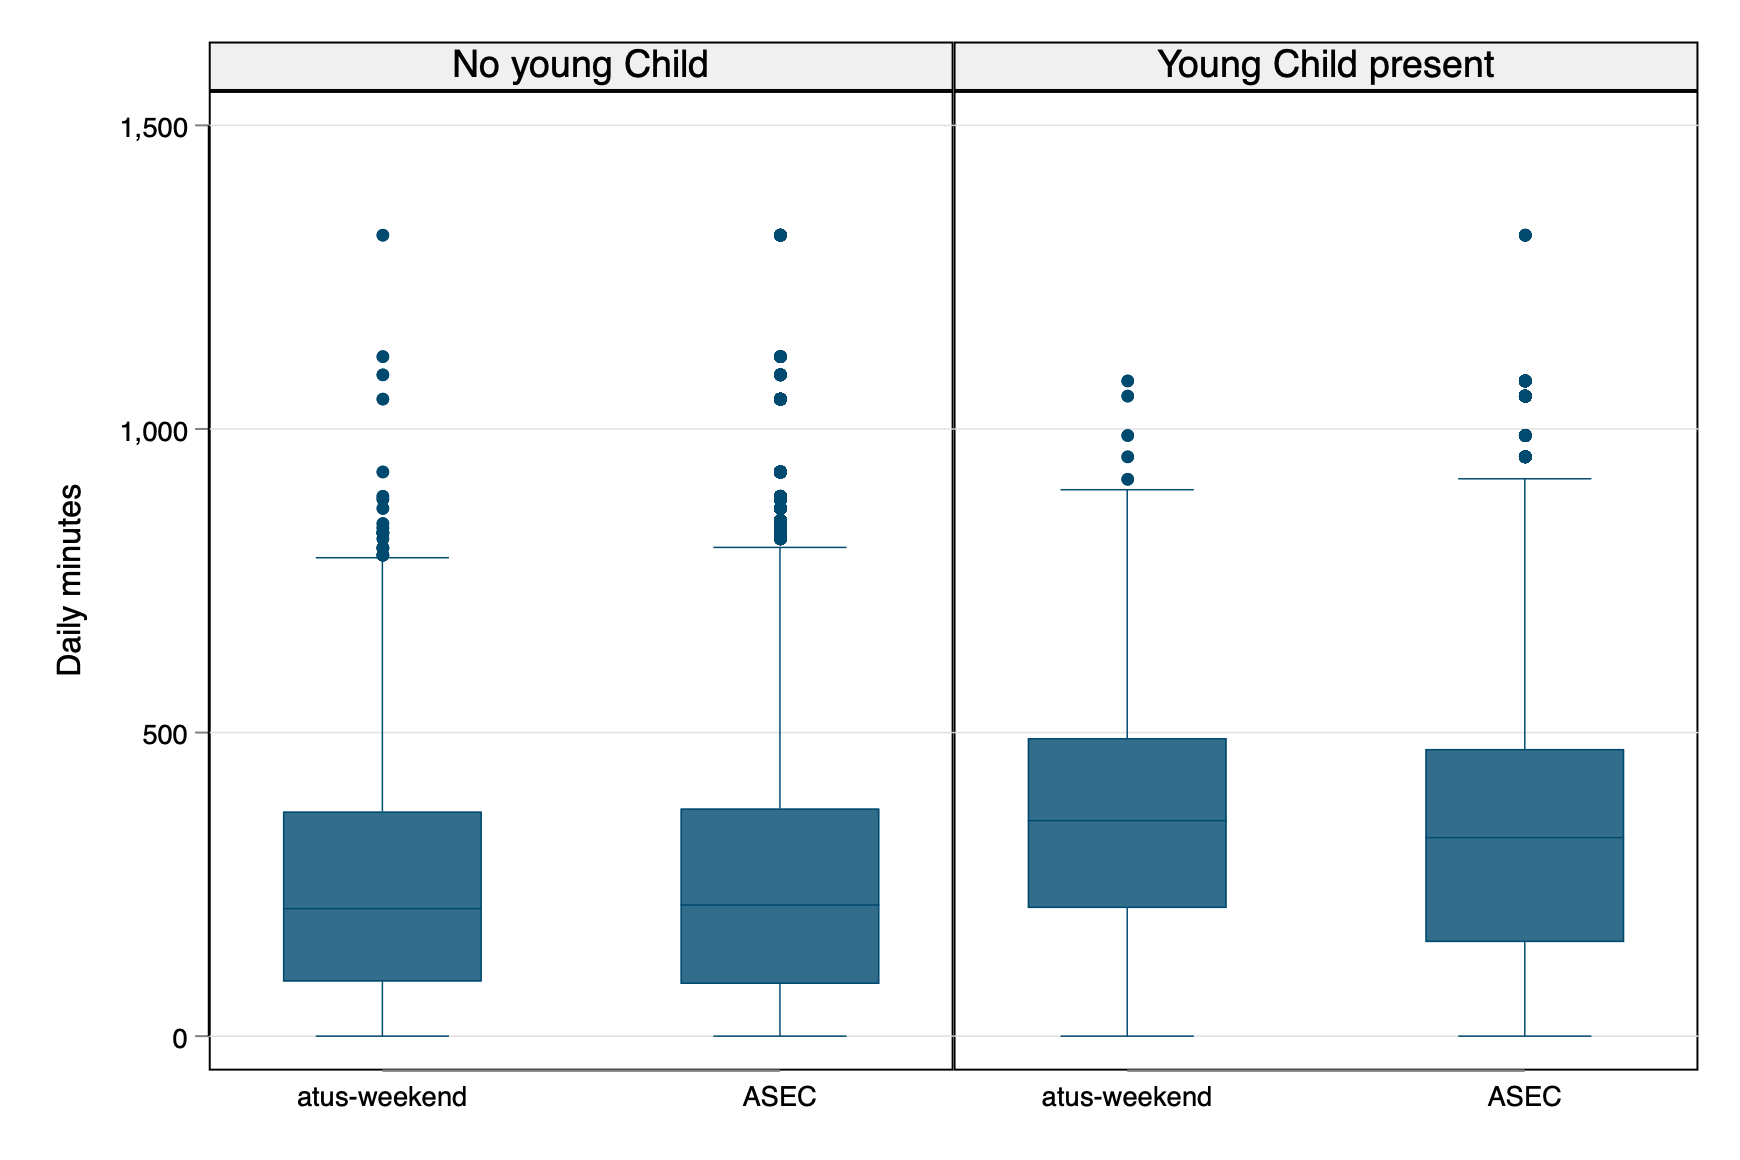 No young Child
Young Child present
1,500
1,000
500
0
Daily minutes
atus-weekend
ASEC
atus-weekend
ASEC